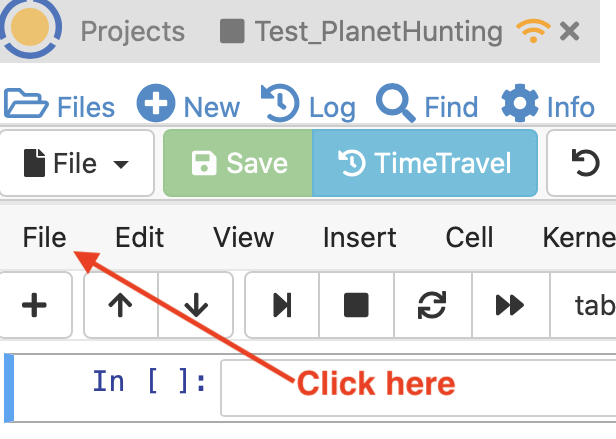 Projects Test_PlanetHunting
Files New Log Find Info
File Save TimeTravel
File Edit View Insert Cell Kerne
tab
In [ ]:
Click here